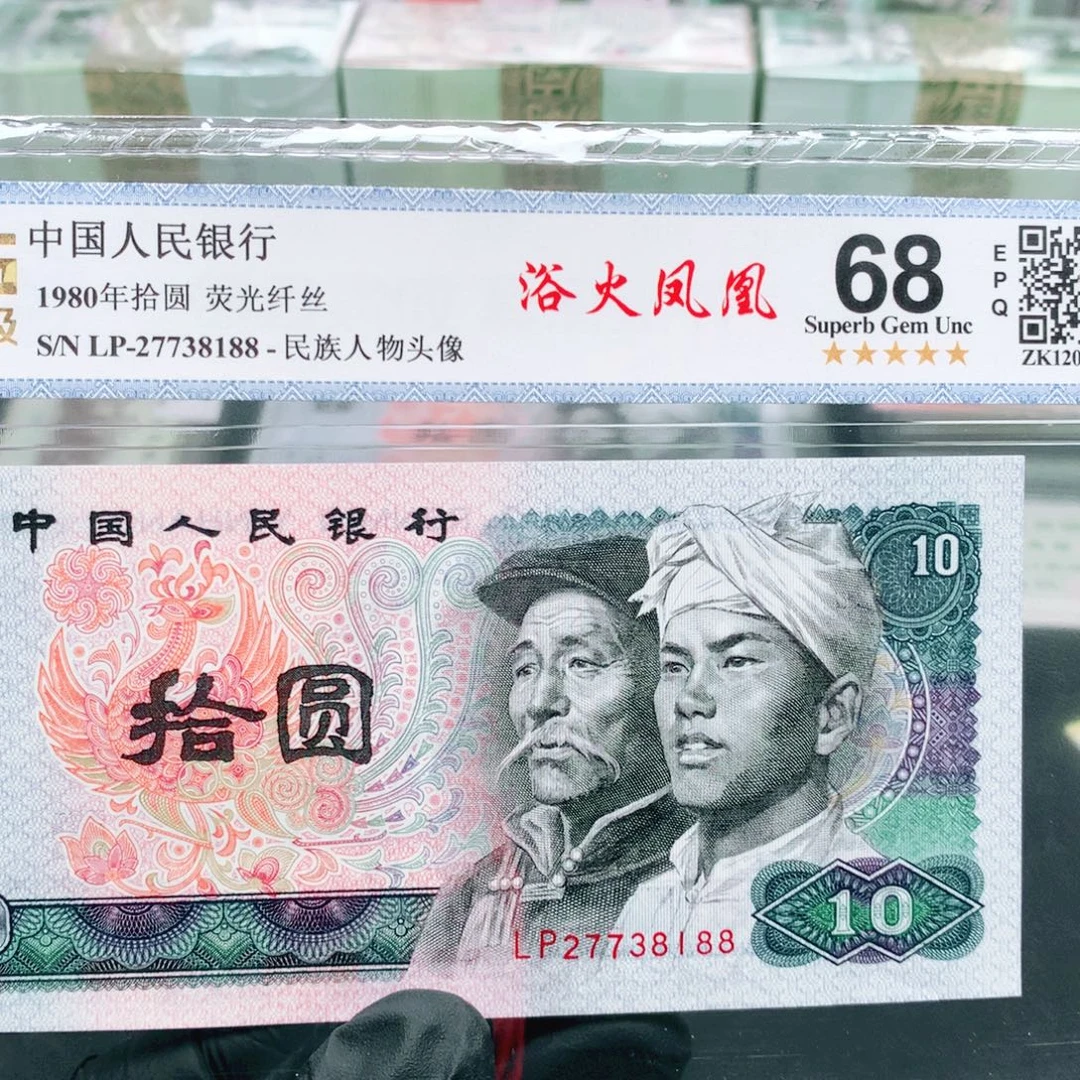 中国人民银行
1980年拾圆 荧光纤丝
S/N LP-27738188 - 民族人物头像
浴火凤凰
68
Superb Gem Unc
★★★★★
EPQ
ZK120
级
中国人民银行
10
拾圆
LP27738188
10